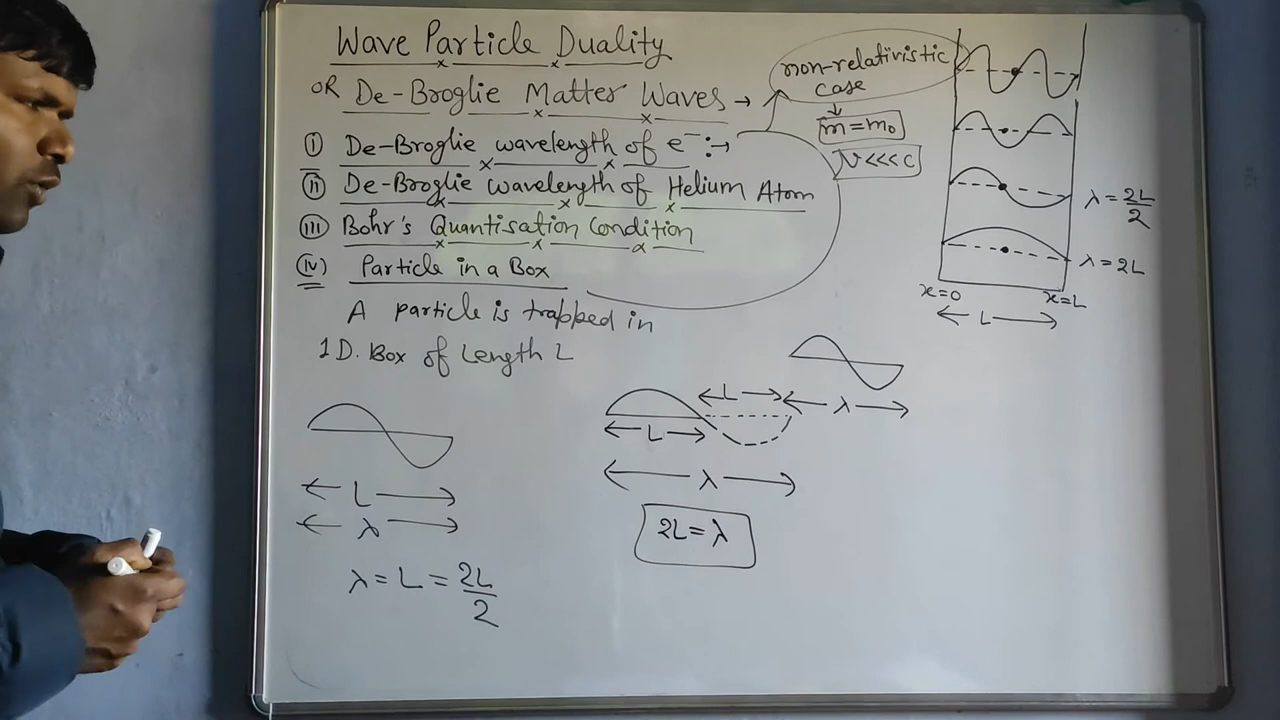 Wave Particle Duality
OR De-Broglie Matter Waves →
(i) De-Broglie wavelength of e⁻ :→
(ii) De-Broglie wavelength of Helium Atom
(iii) Bohr's Quantisation Condition
(iv) Particle in a Box
A particle is trapped in
1D. Box of Length L
non-relativistic
case
↓
m = m₀
v <<< c
λ = 2L/2
λ = 2L
x=0
x=L
← L →
← L →
← λ →
λ = L = 2L/2
← L →
← L →
← λ →
2L = λ
← λ →